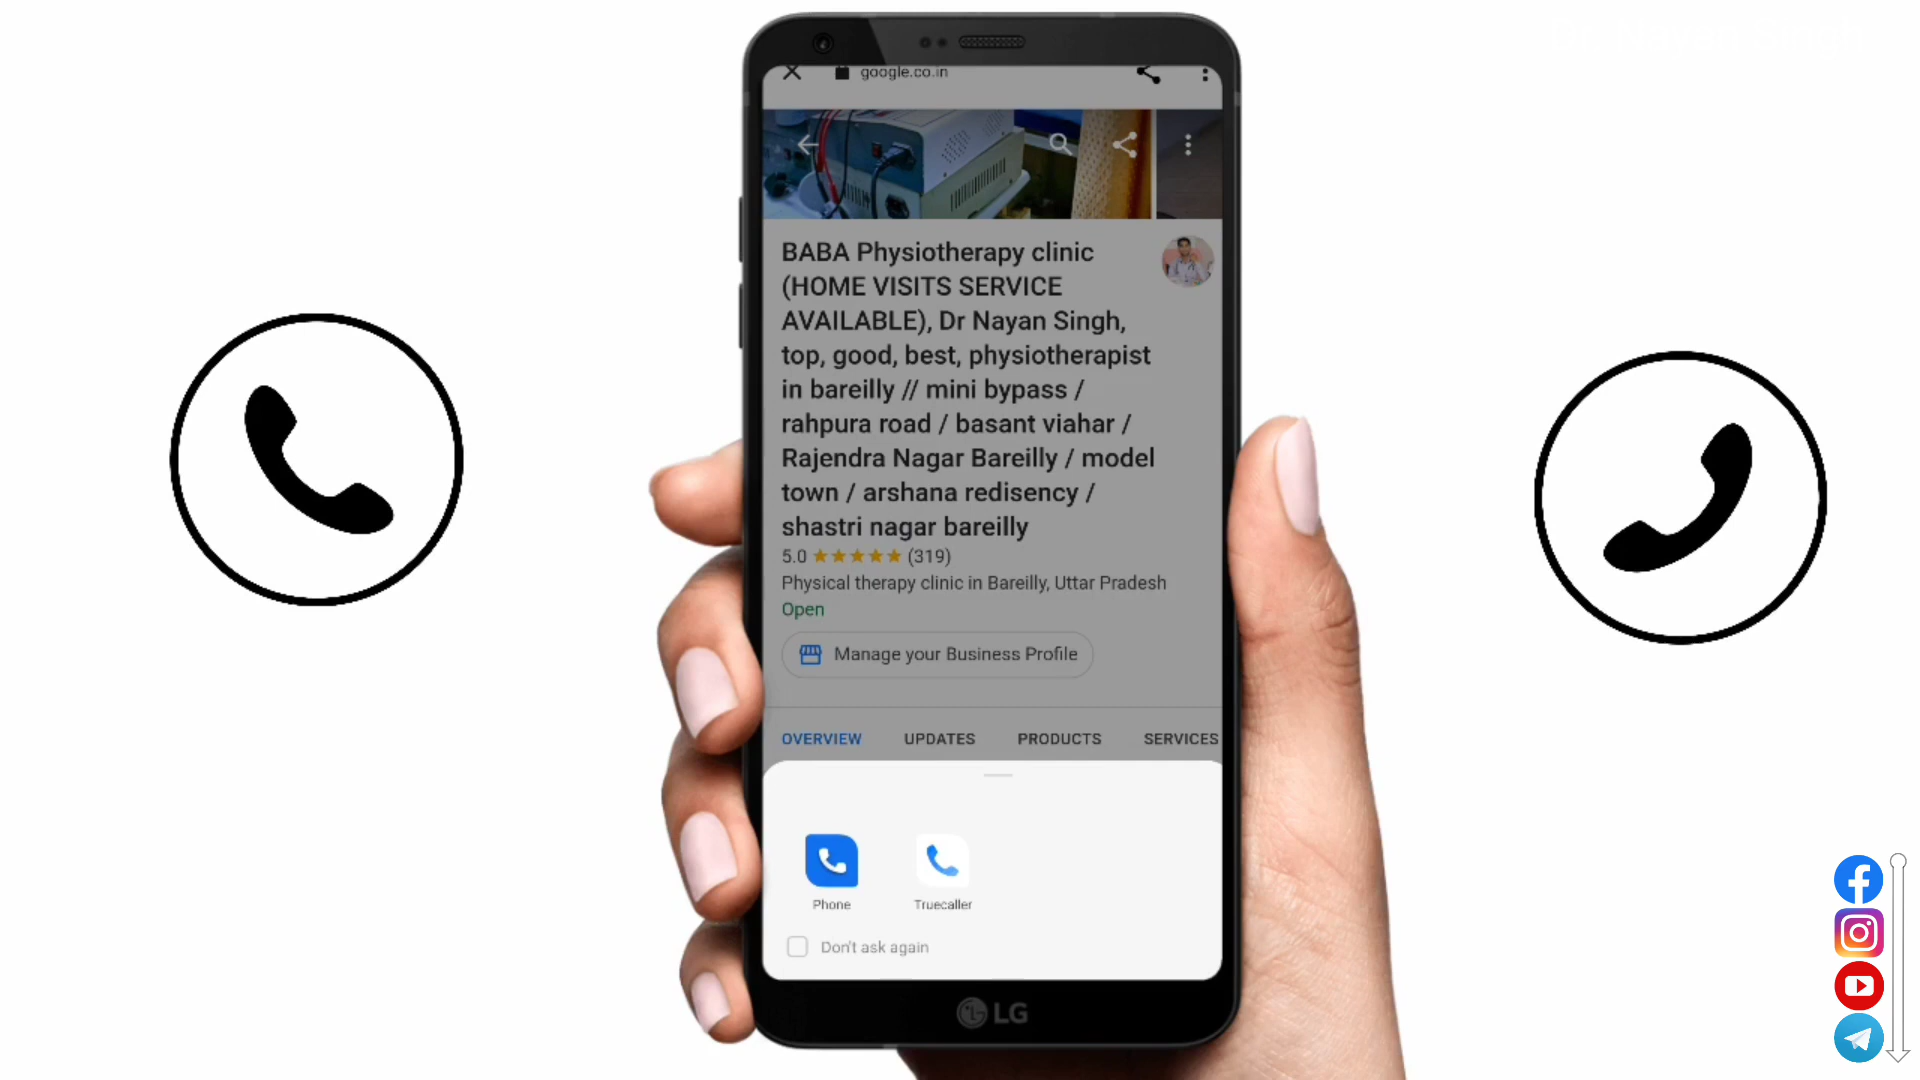 google.co.in
BABA Physiotherapy clinic
(HOME VISITS SERVICE
AVAILABLE), Dr Nayan Singh,
top, good, best, physiotherapist
in bareilly // mini bypass /
rahpura road / basant viahar /
Rajendra Nagar Bareilly / model
town / arshana redisency /
shastri nagar bareilly
5.0 (319)
Physical therapy clinic in Bareilly, Uttar Pradesh
Open
Manage your Business Profile
OVERVIEW UPDATES PRODUCTS SERVICES
Phone Truecaller
Don't ask again
LG